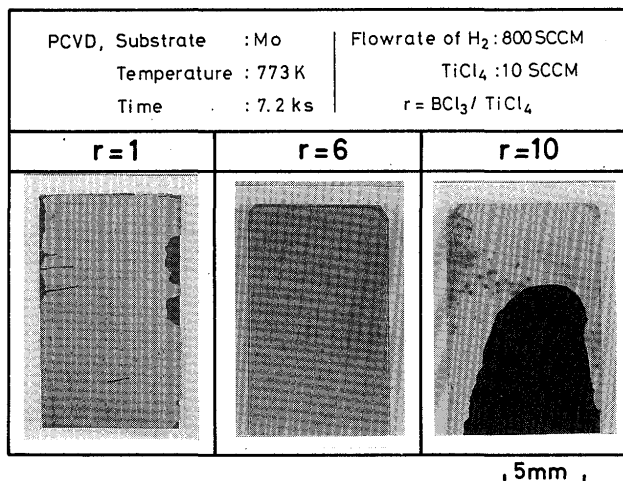 PCVD, Substrate : Mo
Temperature : 773 K
Time : 7.2 ks
Flowrate of H₂ : 800 SCCM
TiCl₄ : 10 SCCM
r = BCl₃ / TiCl₄
r = 1
r = 6
r = 10
5mm